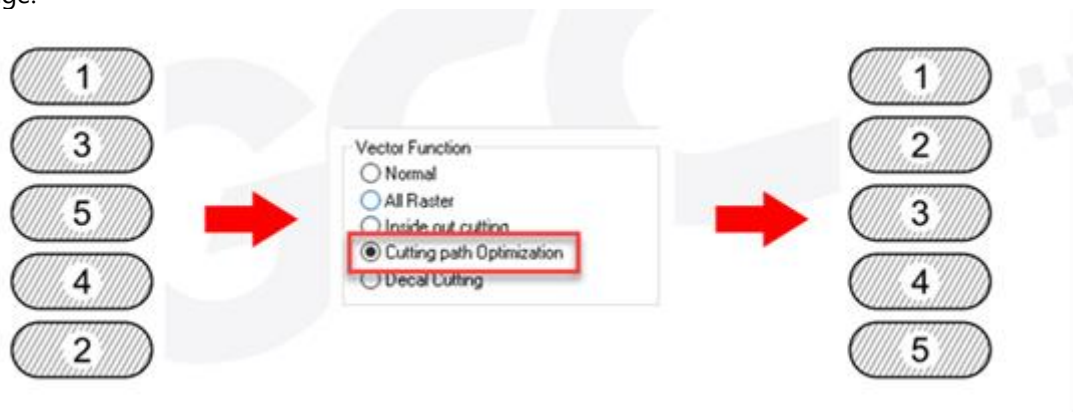 ge.
1
3
5
4
2
Vector Function
Normal
All Raster
Inside out cutting
Cutting path Optimization
Decal Cutting
1
2
3
4
5